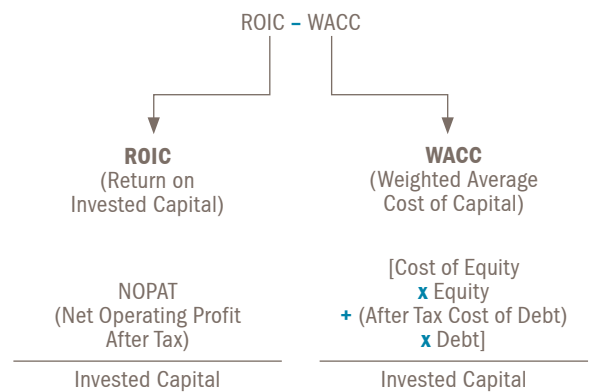 ROIC – WACC
ROIC
(Return on
Invested Capital)
WACC
(Weighted Average
Cost of Capital)
NOPAT
(Net Operating Profit
After Tax)
Invested Capital
[Cost of Equity
x Equity
+ (After Tax Cost of Debt)
x Debt]
Invested Capital